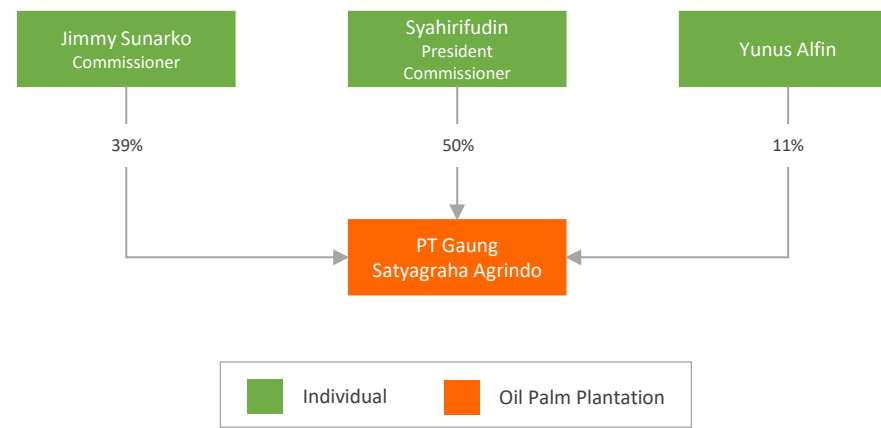 Jimmy Sunarko
Commissioner
Syahirifudin
President
Commissioner
Yunus Alfin
39%
50%
11%
PT Gaung
Satyagraha Agrindo
Individual
Oil Palm Plantation